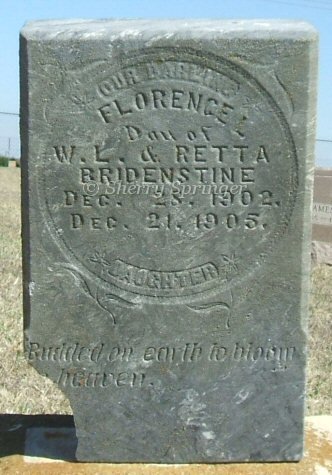 OUR DARLING
FLORENCE
Dau of
W. L. & RETTA
BRIDENSTINE
© Sherry Springer
DEC. 28, 1902.
DEC. 21, 1905.
DAUGHTER
Budded on earth to bloom
heaven.